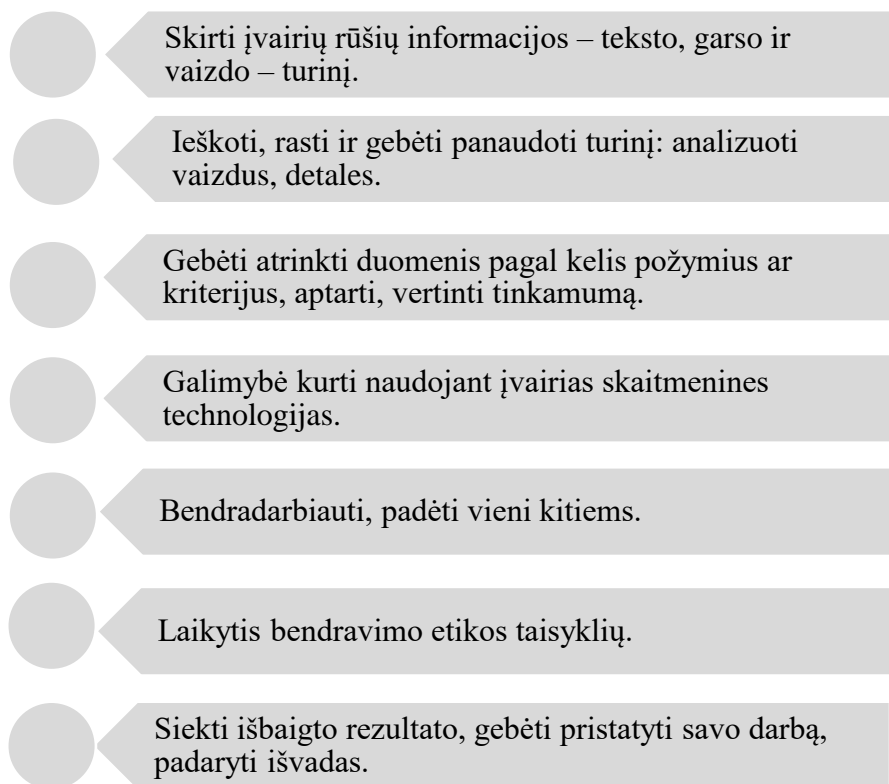 Skirti įvairių rūšių informacijos – teksto, garso ir
vaizdo – turinį.
Ieškoti, rasti ir gebėti panaudoti turinį: analizuoti
vaizdus, detales.
Gebėti atrinkti duomenis pagal kelis požymius ar
kriterijus, aptarti, vertinti tinkamumą.
Galimybė kurti naudojant įvairias skaitmenines
technologijas.
Bendradarbiauti, padėti vieni kitiems.
Laikytis bendravimo etikos taisyklių.
Siekti išbaigto rezultato, gebėti pristatyti savo darbą,
padaryti išvadas.